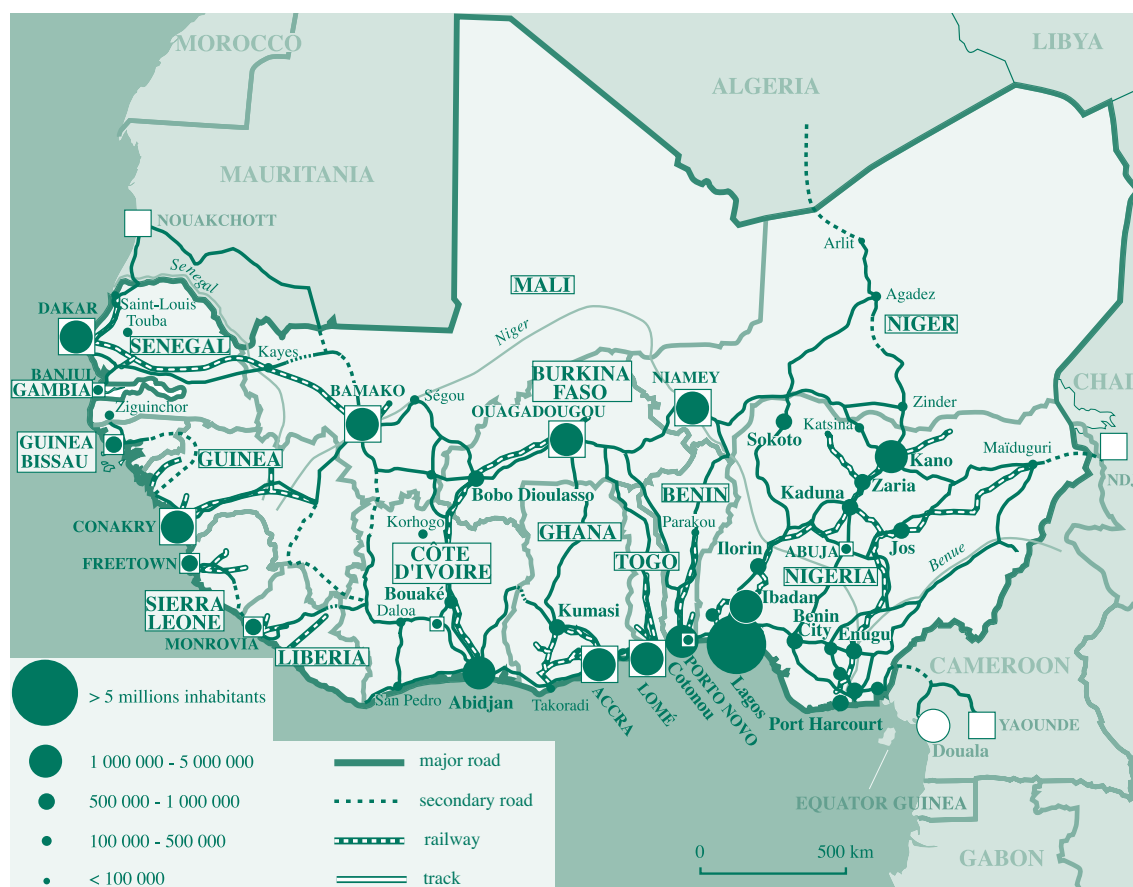 MOROCCO
LIBYA
ALGERIA
MAURITANIA
NOUAKCHOTT
Senegal
Arlit
MALI
Agadez
DAKAR
Saint-Louis
Touba
SENEGAL
Niger
NIGER
Kayes
BANJUL
GAMBIA
BAMAKO
Ségou
BURKINA
FASO
NIAMEY
CHAD
Ziguinchor
OUAGADOUGOU
Zinder
GUINEA
BISSAU
Sokoto
Katsina
Maïduguri
GUINEA
Kano
NDJ
Bobo Dioulasso
BENIN
Kaduna
Zaria
CONAKRY
Korhogo
GHANA
Parakou
FREETOWN
CÔTE
D'IVOIRE
TOGO
Ilorin
ABUJA
Jos
Benue
NIGERIA
SIERRA
LEONE
Bouaké
Daloa
Kumasi
Ibadan
Benin
City
Enugu
MONROVIA
LIBERIA
CAMEROON
> 5 millions inhabitants
San Pedro
Abidjan
Takoradi
ACCRA
LOMÉ
Cotonou
PORTO NOVO
Lagos
Port Harcourt
YAOUNDE
Douala
1 000 000 - 5 000 000
major road
500 000 - 1 000 000
secondary road
EQUATOR GUINEA
100 000 - 500 000
railway
0
500 km
GABON
< 100 000
track